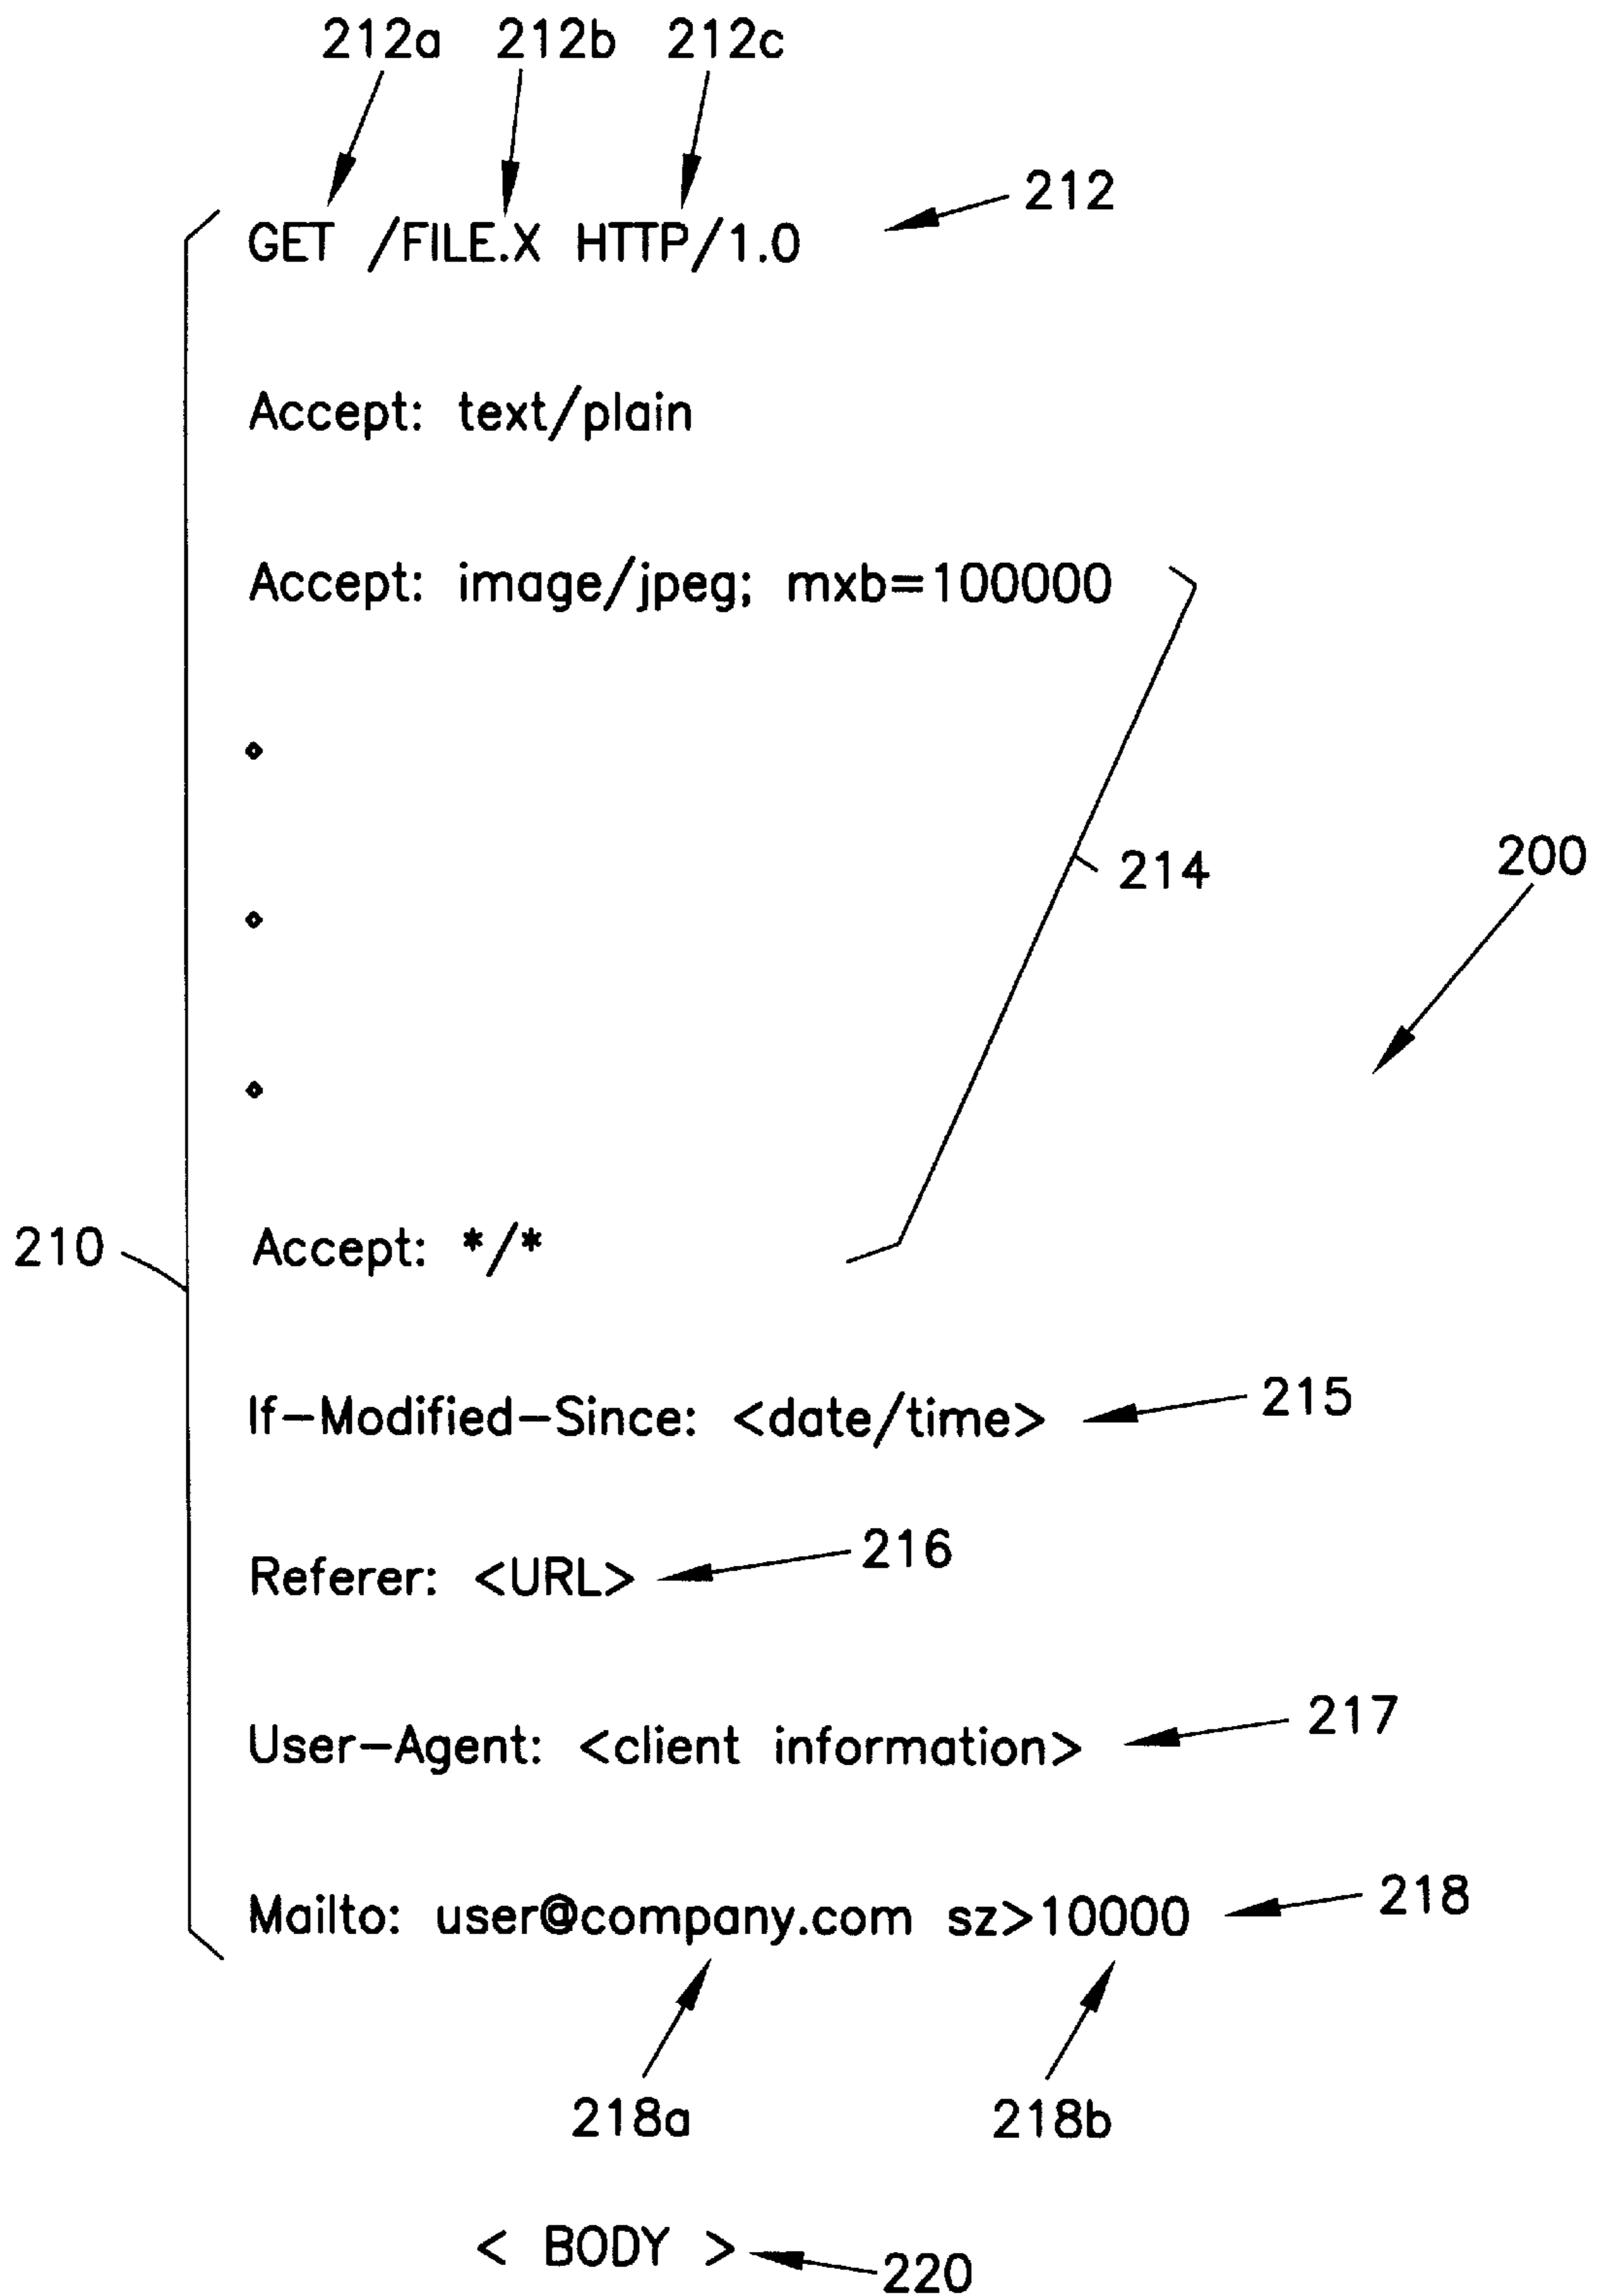 212a 212b 212c
212
GET /FILE.X HTTP/1.0
Accept: text/plain
Accept: image/jpeg; mxb=100000
214
200
210
Accept: */*
If-Modified-Since: <date/time>
215
Referer: <URL>
216
User-Agent: <client information>
217
Mailto: user@company.com sz>10000
218
218a 218b
< BODY >
220